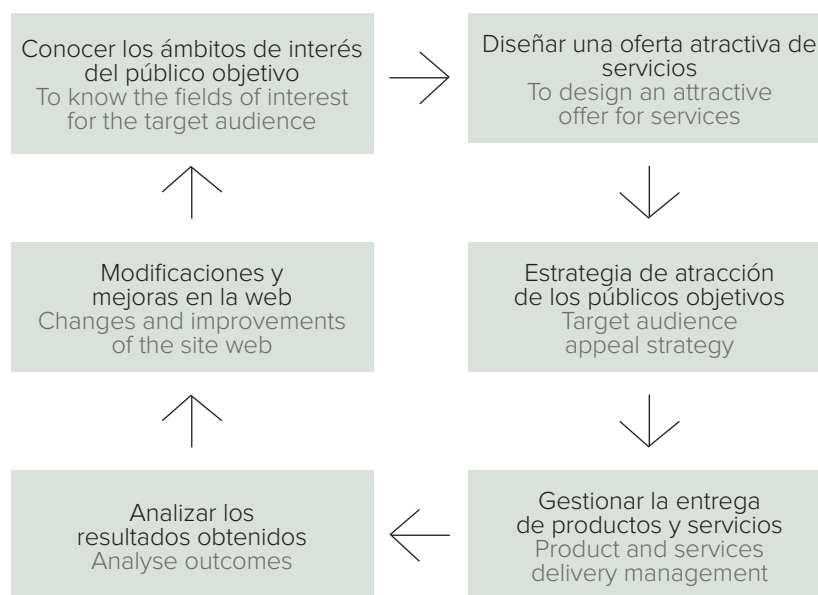 Conocer los ámbitos de interés
del público objetivo
To know the fields of interest
for the target audience
Diseñar una oferta atractiva de
servicios
To design an attractive
offer for services
Estrategia de atracción
de los públicos objetivos
Target audience
appeal strategy
Gestionar la entrega
de productos y servicios
Product and services
delivery management
Analizar los
resultados obtenidos
Analyse outcomes
Modificaciones y
mejoras en la web
Changes and improvements
of the site web